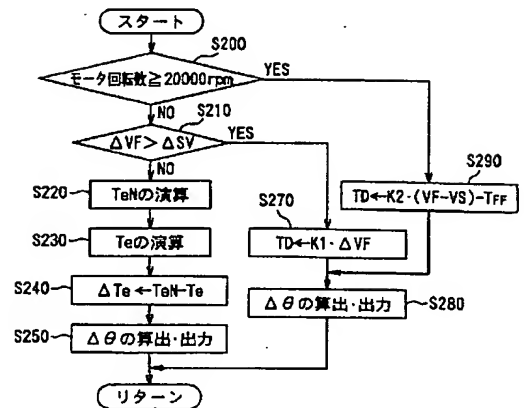 スタート
S200
モータ回転数≧20000rpm
YES
NO
S210
ΔVF>ΔSV
YES
NO
S290
TD←K2·(VF-VS)-TFF
S220
TeNの演算
S270
TD←K1·ΔVF
S230
Teの演算
S240
ΔTe←TeN-Te
S250
Δθの算出·出力
Δθの算出·出力
S280
リターン